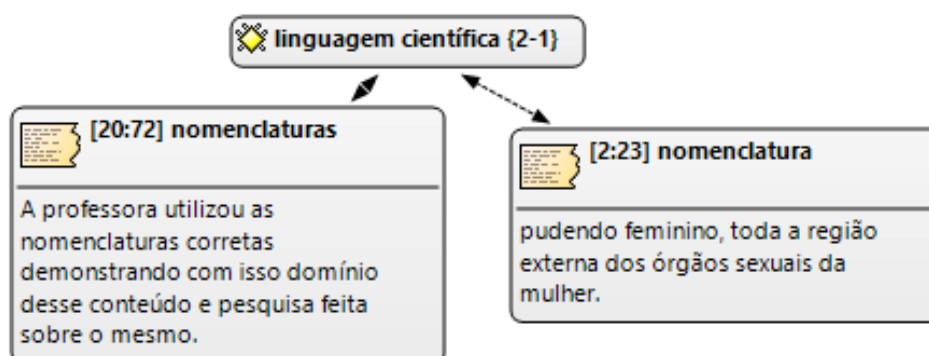 linguagem científica {2-1}
[20:72] nomenclaturas
A professora utilizou as
nomenclaturas corretas
demonstrando com isso domínio
desse conteúdo e pesquisa feita
sobre o mesmo.
[2:23] nomenclatura
pudendo feminino, toda a região
externa dos órgãos sexuais da
mulher.